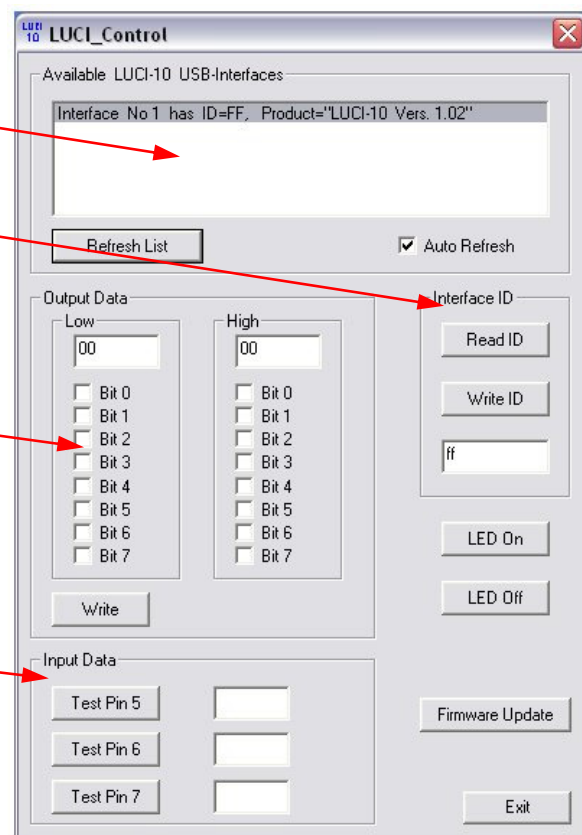 LUCI
10 LUCI_Control
Available LUCI-10 USB-Interfaces
Interface No 1 has ID=FF, Product="LUCI-10 Vers. 1.02"
Refresh List
Auto Refresh
Output Data
Low
00
Bit 0
Bit 1
Bit 2
Bit 3
Bit 4
Bit 5
Bit 6
Bit 7
High
00
Bit 0
Bit 1
Bit 2
Bit 3
Bit 4
Bit 5
Bit 6
Bit 7
Write
Interface ID
Read ID
Write ID
ff
LED On
LED Off
Input Data
Test Pin 5
Test Pin 6
Test Pin 7
Firmware Update
Exit